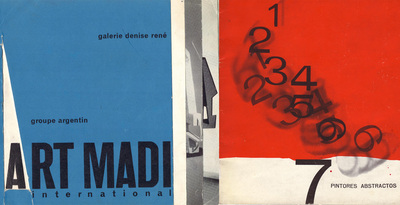 galerie denise renè
groupe argentin
ART MADI
international
1
2
3
4
2
3
5
6
6
7
PINTORES ABSTRACTOS